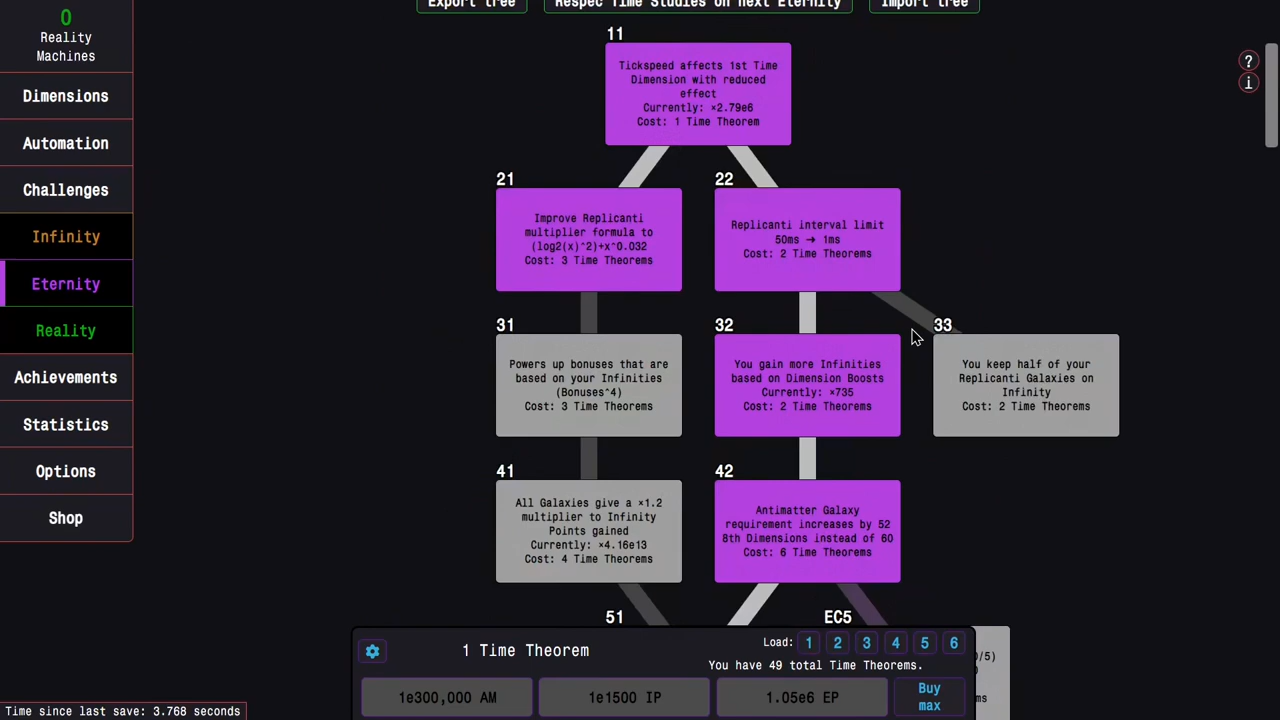 Export tree
Respec Time Studies on next Eternity
Import tree
0
Reality
Machines
Dimensions
Automation
Challenges
Infinity
Eternity
Reality
Achievements
Statistics
Options
Shop
?
i
11
Tickspeed affects 1st Time
Dimension with reduced
effect
Currently: ×2.79e6
Cost: 1 Time Theorem
21
Improve Replicanti
multiplier formula to
(log2(x)^2)+x^0.032
Cost: 3 Time Theorems
22
Replicanti interval limit
50ms → 1ms
Cost: 2 Time Theorems
31
Powers up bonuses that are
based on your Infinities
(Bonuses^4)
Cost: 3 Time Theorems
32
You gain more Infinities
based on Dimension Boosts
Currently: ×735
Cost: 2 Time Theorems
33
You keep half of your
Replicanti Galaxies on
Infinity
Cost: 2 Time Theorems
41
All Galaxies give a ×1.2
multiplier to Infinity
Points gained
Currently: ×4.16e13
Cost: 4 Time Theorems
42
Antimatter Galaxy
requirement increases by 52
8th Dimensions instead of 60
Cost: 6 Time Theorems
51
EC5
/5)
ms
1 Time Theorem
Load: 1 2 3 4 5 6
You have 49 total Time Theorems.
1e300,000 AM
1e1500 IP
1.05e6 EP
Buy
max
Time since last save: 3.768 seconds